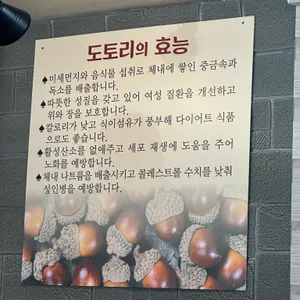 도토리의 효능
♠미세먼지와 음식물 섭취로 체내에 쌓인 중금속과
독소를 배출합니다.
♠따뜻한 성질을 갖고 있어 여성 질환을 개선하고
위와 장을 보호합니다.
♠칼로리가 낮고 식이섬유가 풍부해 다이어트 식품
으로도 좋습니다.
♠활성산소를 없애주고 세포 재생에 도움을 주어
노화를 예방합니다.
♠체내 나트륨을 배출시키고 콜레스트롤 수치를 낮춰
성인병을 예방합니다.